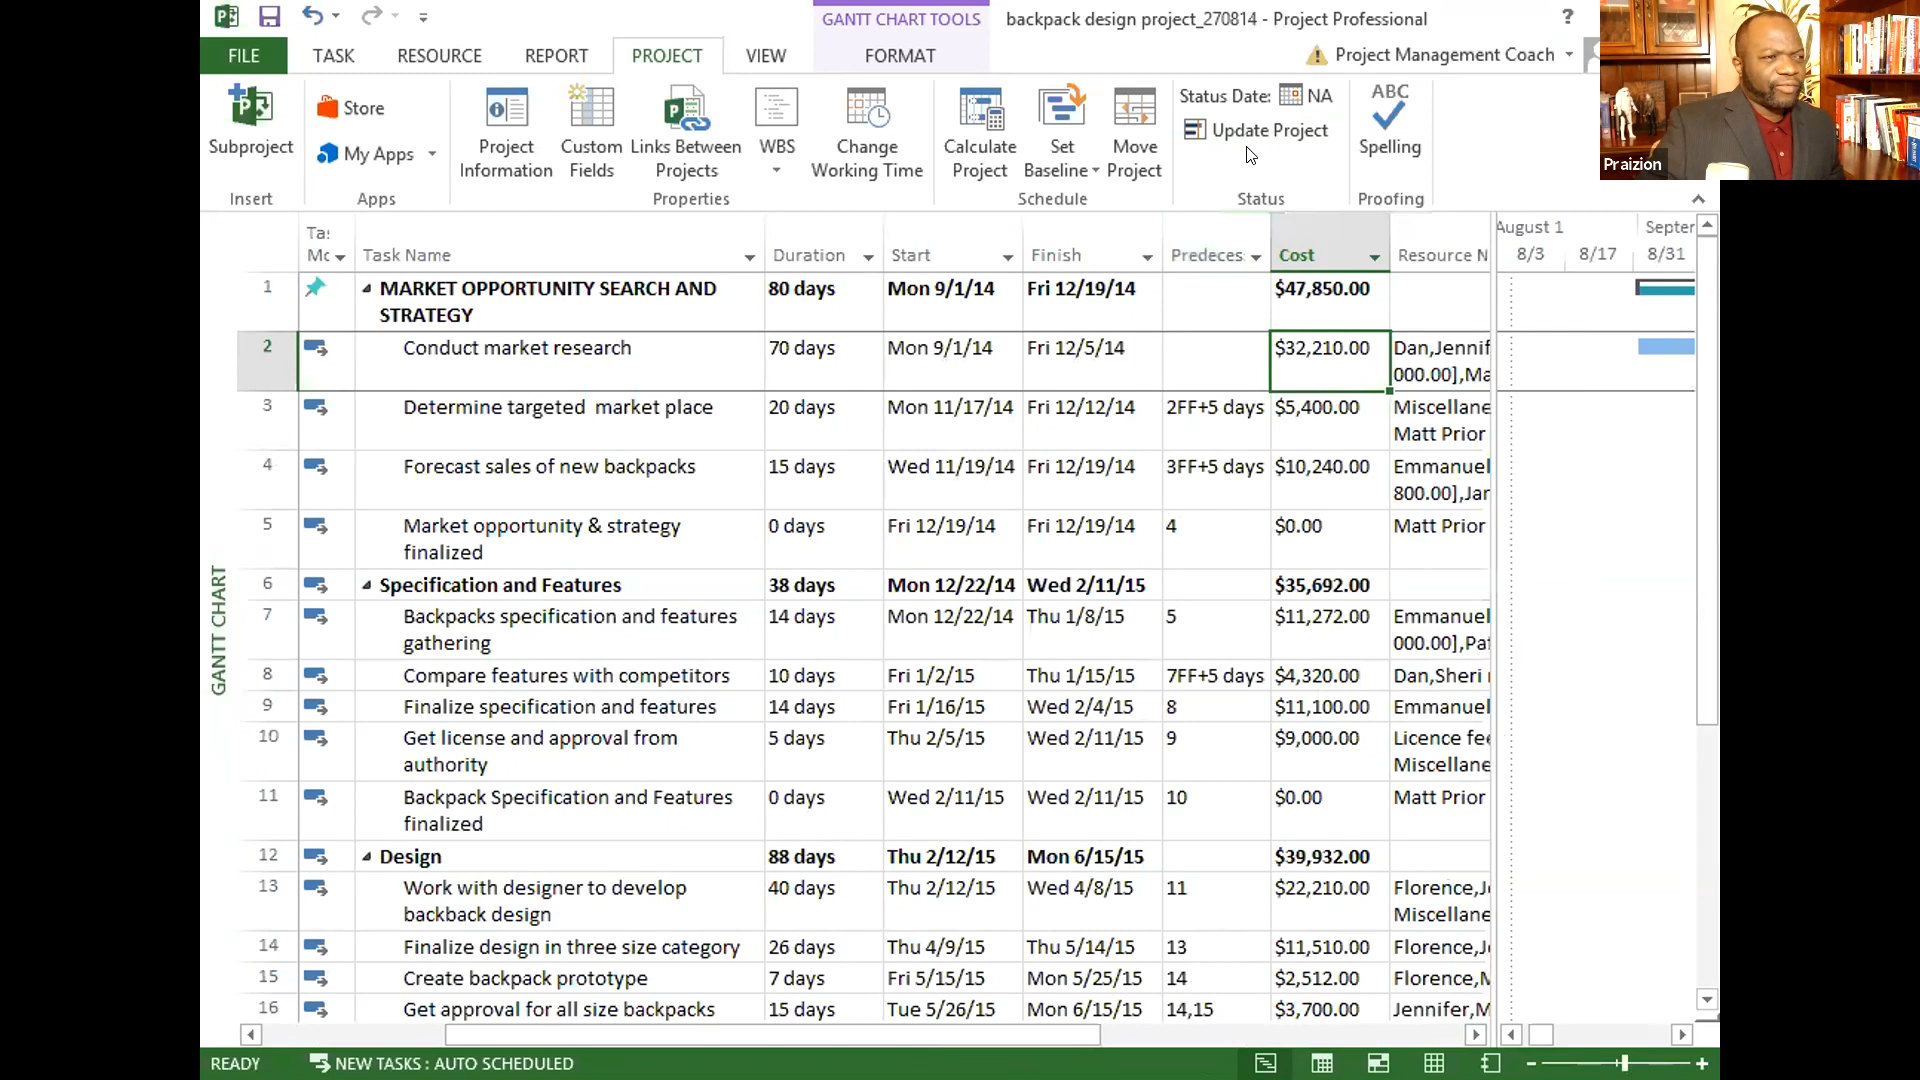 GANTT CHART TOOLS
backpack design project_270814 - Project Professional
?
FILE TASK RESOURCE REPORT PROJECT VIEW FORMAT
Project Management Coach
Subproject
Store
My Apps
Project Information
Custom Fields
Links Between Projects
WBS
Change Working Time
Calculate Project
Set Baseline
Move Project
Status Date: NA
Update Project
ABC
Spelling
Insert Apps Properties Schedule Status Proofing
Praizion
August 1 Septer
8/3 8/17 8/31
Tas
Mo Task Name Duration Start Finish Predeces Cost Resource N
1 MARKET OPPORTUNITY SEARCH AND 80 days Mon 9/1/14 Fri 12/19/14 $47,850.00
STRATEGY
2 Conduct market research 70 days Mon 9/1/14 Fri 12/5/14 $32,210.00 Dan,Jennif
000.00],Ma
3 Determine targeted market place 20 days Mon 11/17/14 Fri 12/12/14 2FF+5 days $5,400.00 Miscellane
Matt Prior
4 Forecast sales of new backpacks 15 days Wed 11/19/14 Fri 12/19/14 3FF+5 days $10,240.00 Emmanuel
800.00],Jar
5 Market opportunity & strategy 0 days Fri 12/19/14 Fri 12/19/14 4 $0.00 Matt Prior
finalized
6 Specification and Features 38 days Mon 12/22/14 Wed 2/11/15 $35,692.00
7 Backpacks specification and features 14 days Mon 12/22/14 Thu 1/8/15 5 $11,272.00 Emmanuel
gathering 000.00],Pat
8 Compare features with competitors 10 days Fri 1/2/15 Thu 1/15/15 7FF+5 days $4,320.00 Dan,Sheri
9 Finalize specification and features 14 days Fri 1/16/15 Wed 2/4/15 8 $11,100.00 Emmanuel
10 Get license and approval from 5 days Thu 2/5/15 Wed 2/11/15 9 $9,000.00 Licence fee
authority Miscellane
11 Backpack Specification and Features 0 days Wed 2/11/15 Wed 2/11/15 10 $0.00 Matt Prior
finalized
12 Design 88 days Thu 2/12/15 Mon 6/15/15 $39,932.00
13 Work with designer to develop 40 days Thu 2/12/15 Wed 4/8/15 11 $22,210.00 Florence,Je
backback design Miscellane
14 Finalize design in three size category 26 days Thu 4/9/15 Thu 5/14/15 13 $11,510.00 Florence,Je
15 Create backpack prototype 7 days Fri 5/15/15 Mon 5/25/15 14 $2,512.00 Florence,M
16 Get approval for all size backpacks 15 days Tue 5/26/15 Mon 6/15/15 14,15 $3,700.00 Jennifer,M
GANTT CHART
READY NEW TASKS : AUTO SCHEDULED